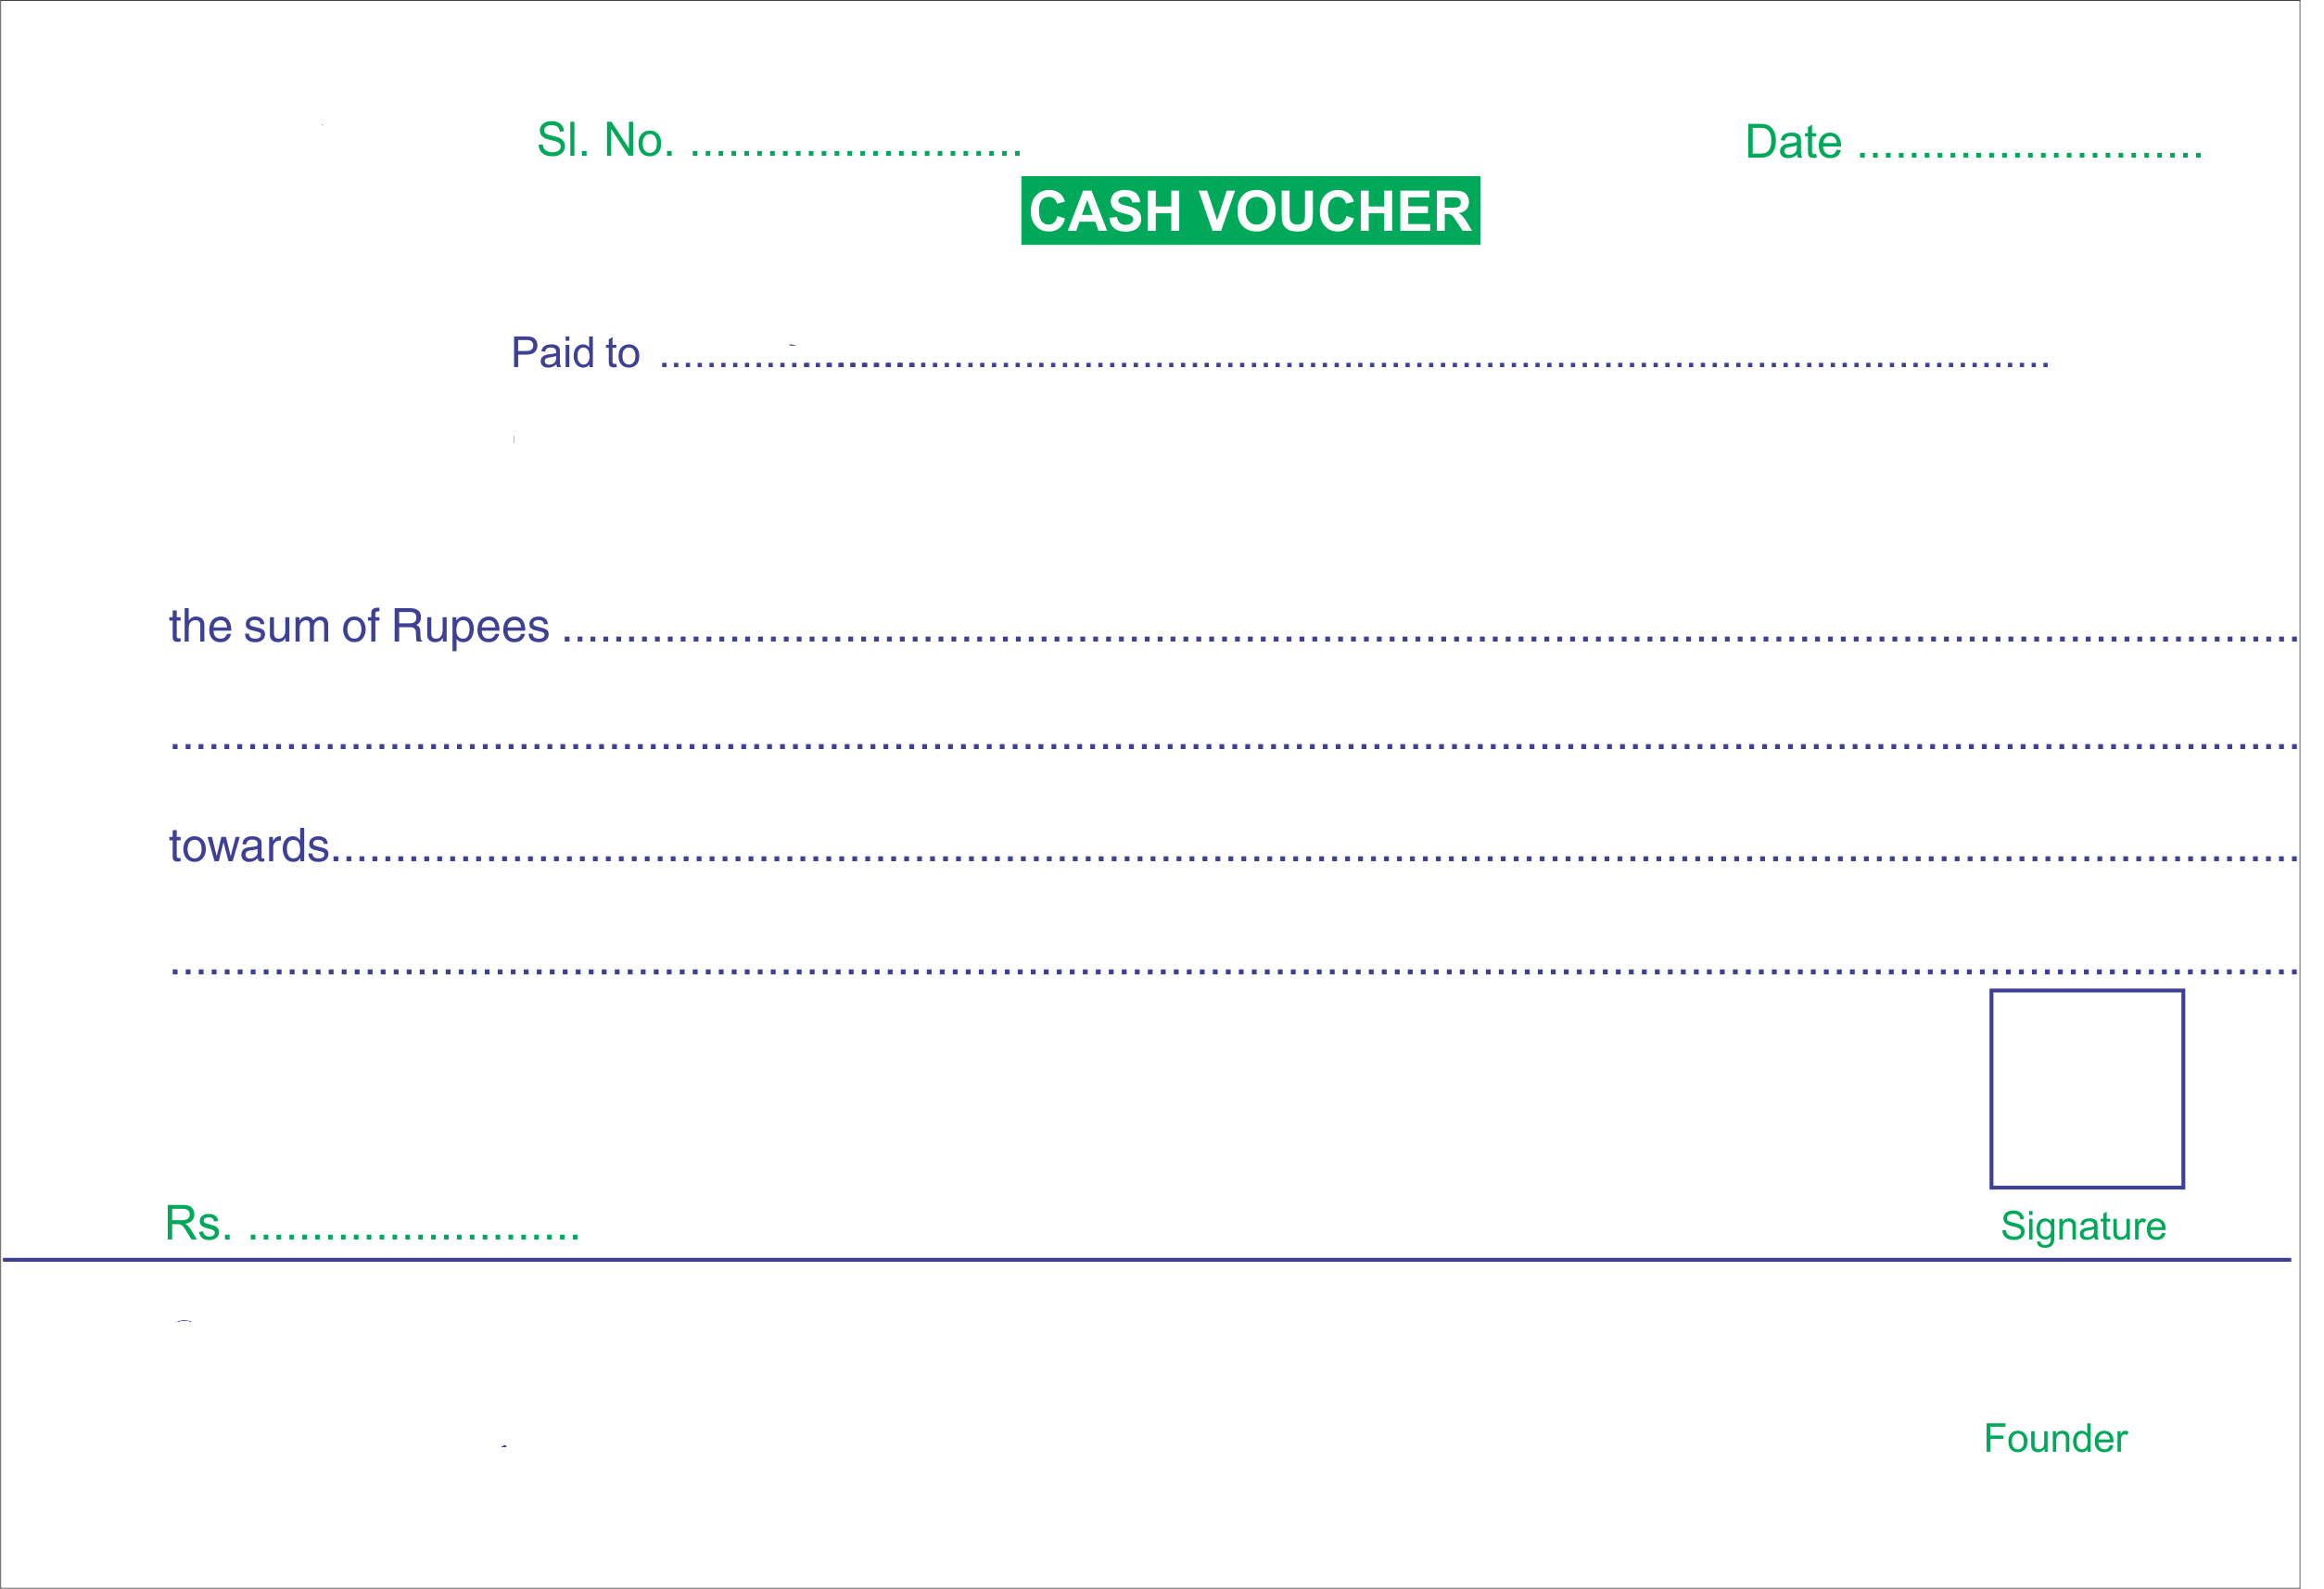 Sl. No. .......................... Date ...........................
CASH VOUCHER
Paid to ........................................................................................................................
the sum of Rupees .......................................................................................................................................
.....................................................................................................................................................................
towards.........................................................................................................................................................
.....................................................................................................................................................................
Rs. .......................... Signature
Founder